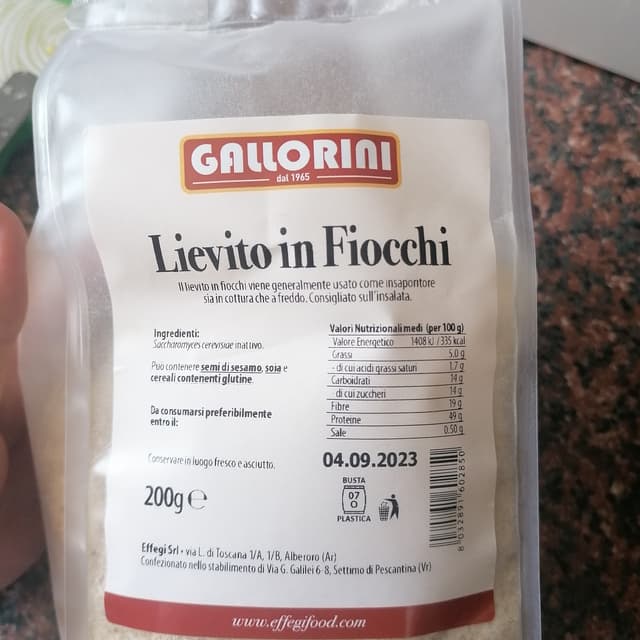 GALLORINI
dal 1965
Lievito in Fiocchi
Il lievito in fiocchi viene generalmente usato come insaporitore
sia in cottura che a freddo. Consigliato sull'insalata.
Ingredienti:
Saccharomyces cerevisiae inattivo.
Può contenere semi di sesamo, soia e
cereali contenenti glutine.
Da consumarsi preferibilmente
entro il:
Conservare in luogo fresco e asciutto.
200g e
Valori Nutrizionali medi (per 100 g)
Valore Energetico 1408 kJ / 335 kcal
Grassi 5.0 g
- di cui acidi grassi saturi 1.7 g
Carboidrati 14 g
di cui zuccheri 14 g
Fibre 19 g
Proteine 49 g
Sale 0.50 g
04.09.2023
BUSTA
07
O
PLASTICA
8 032891 602850
Effegi Srl • via L. di Toscana 1/A, 1/B, Alberoro (Ar)
Confezionato nello stabilimento di Via G. Galilei 6-8, Settimo di Pescantina (Vr)
www.effegifood.com